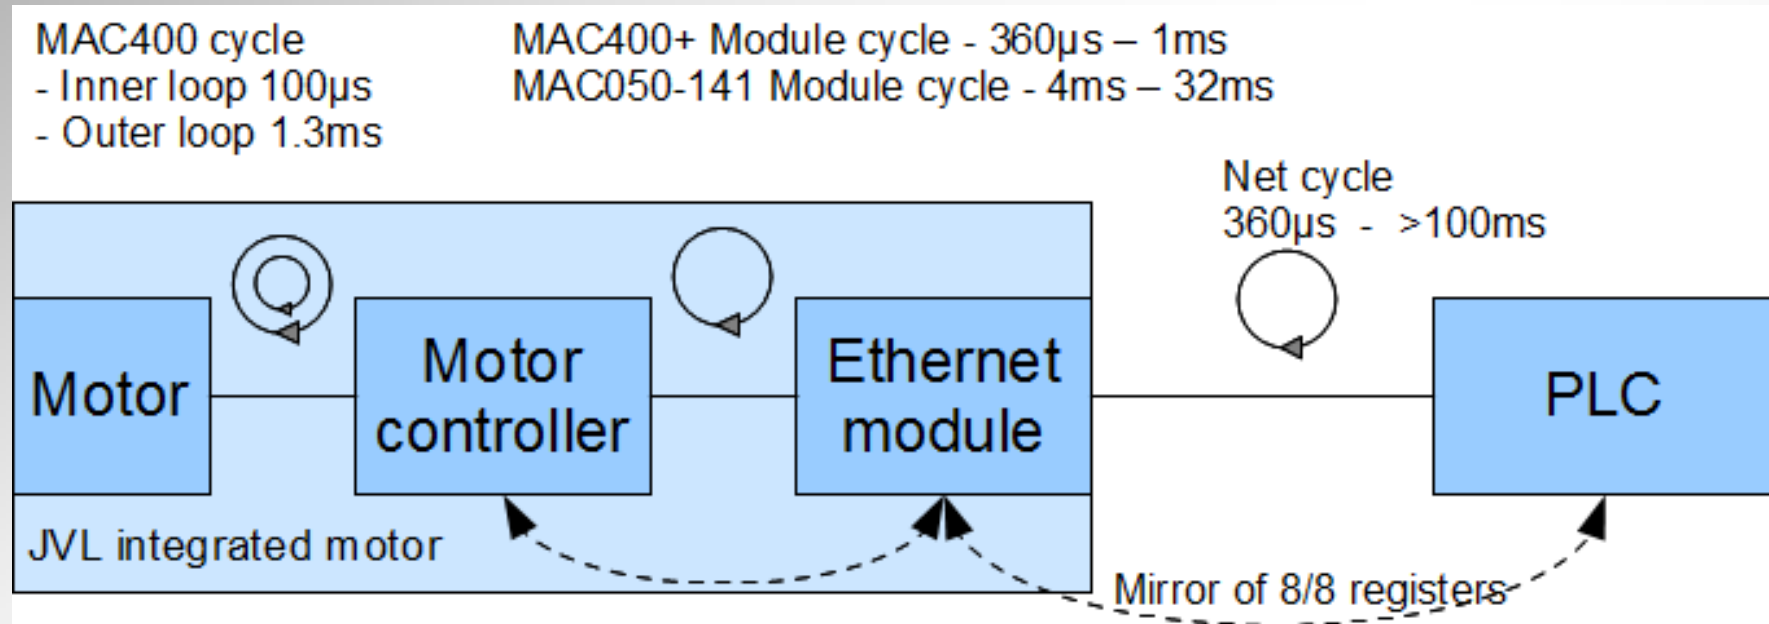 MAC400 cycle
- Inner loop 100µs
- Outer loop 1.3ms
MAC400+ Module cycle - 360µs – 1ms
MAC050-141 Module cycle - 4ms – 32ms
Net cycle
360µs - >100ms
Motor
Motor
controller
Ethernet
module
PLC
JVL integrated motor
Mirror of 8/8 registers